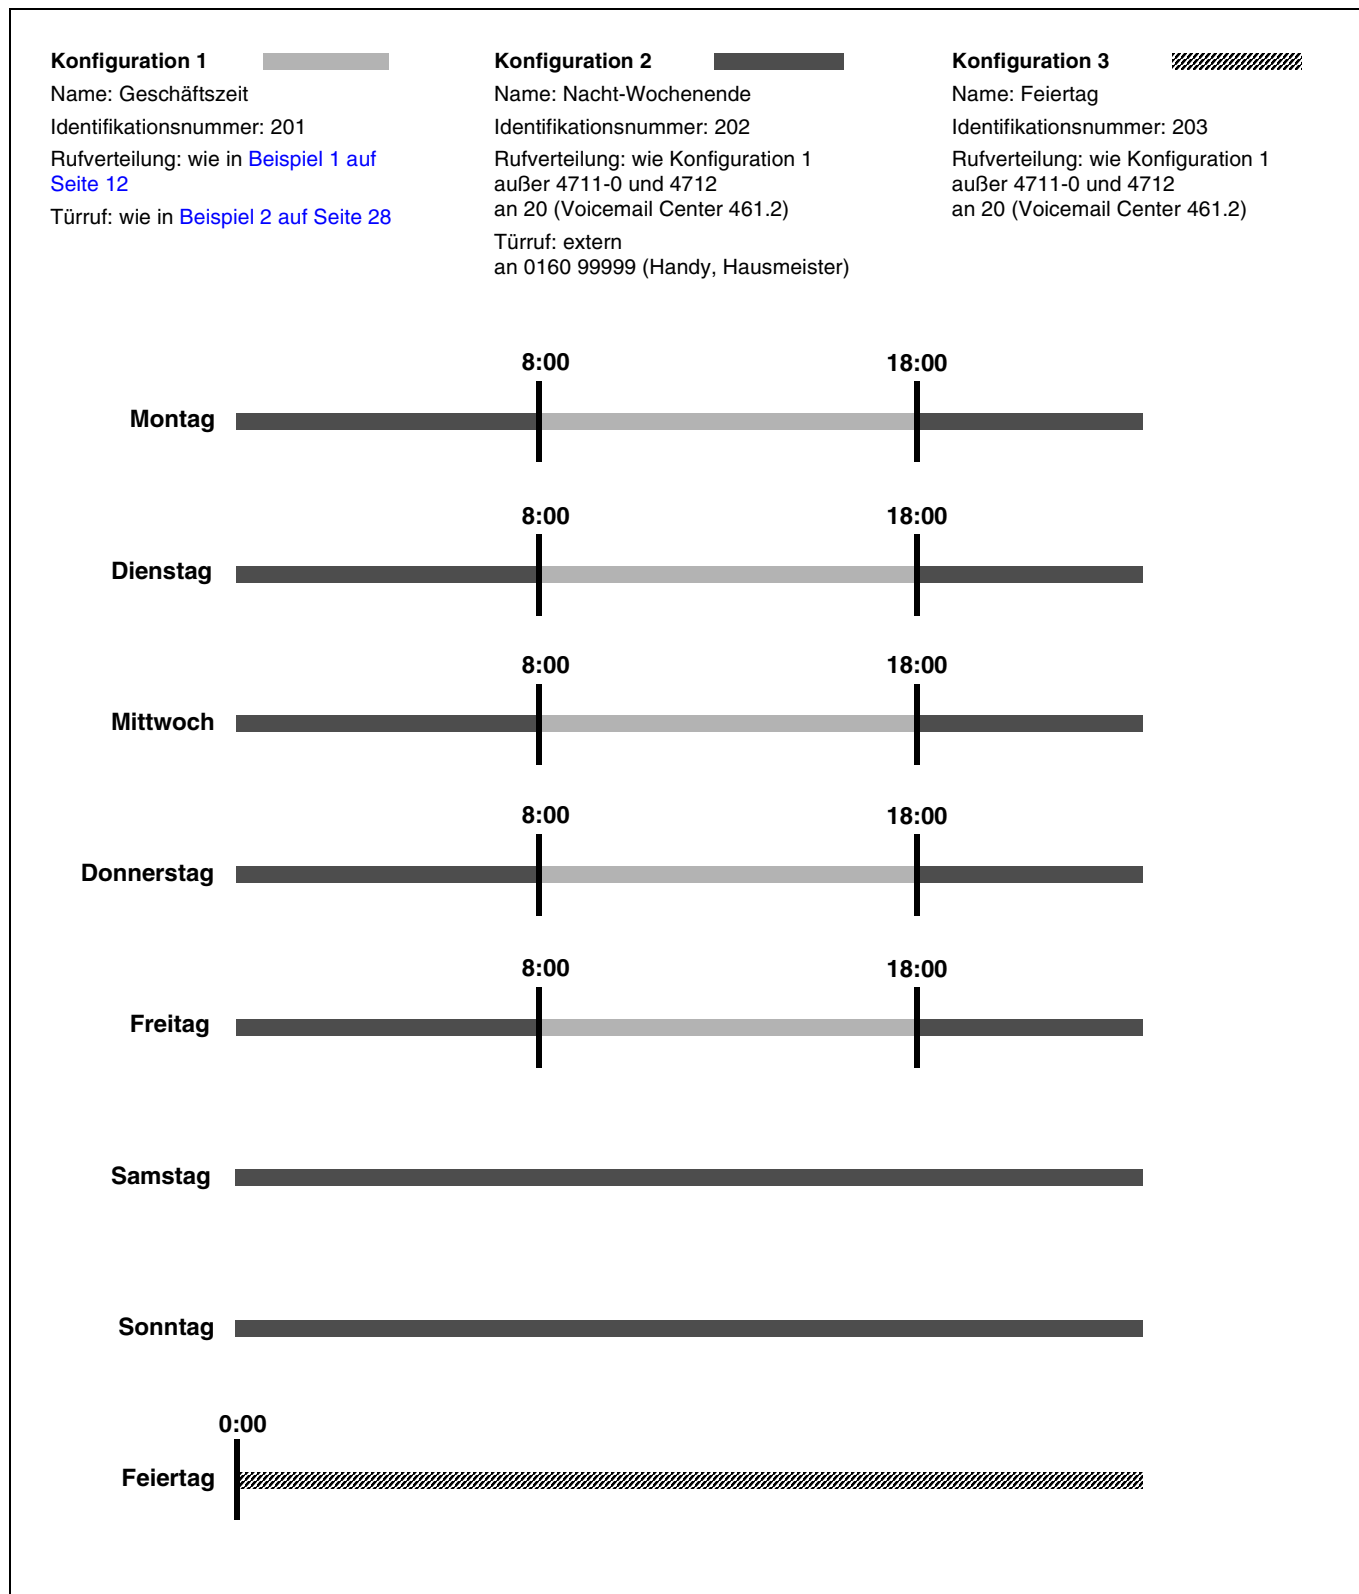 Konfiguration 1
Name: Geschäftszeit
Identifikationsnummer: 201
Rufverteilung: wie in Beispiel 1 auf
Seite 12
Türruf: wie in Beispiel 2 auf Seite 28
Konfiguration 2
Name: Nacht-Wochenende
Identifikationsnummer: 202
Rufverteilung: wie Konfiguration 1
außer 4711-0 und 4712
an 20 (Voicemail Center 461.2)
Türruf: extern
an 0160 99999 (Handy, Hausmeister)
Konfiguration 3
Name: Feiertag
Identifikationsnummer: 203
Rufverteilung: wie Konfiguration 1
außer 4711-0 und 4712
an 20 (Voicemail Center 461.2)
8:00 18:00
Montag
8:00 18:00
Dienstag
8:00 18:00
Mittwoch
8:00 18:00
Donnerstag
8:00 18:00
Freitag
Samstag
Sonntag
0:00
Feiertag